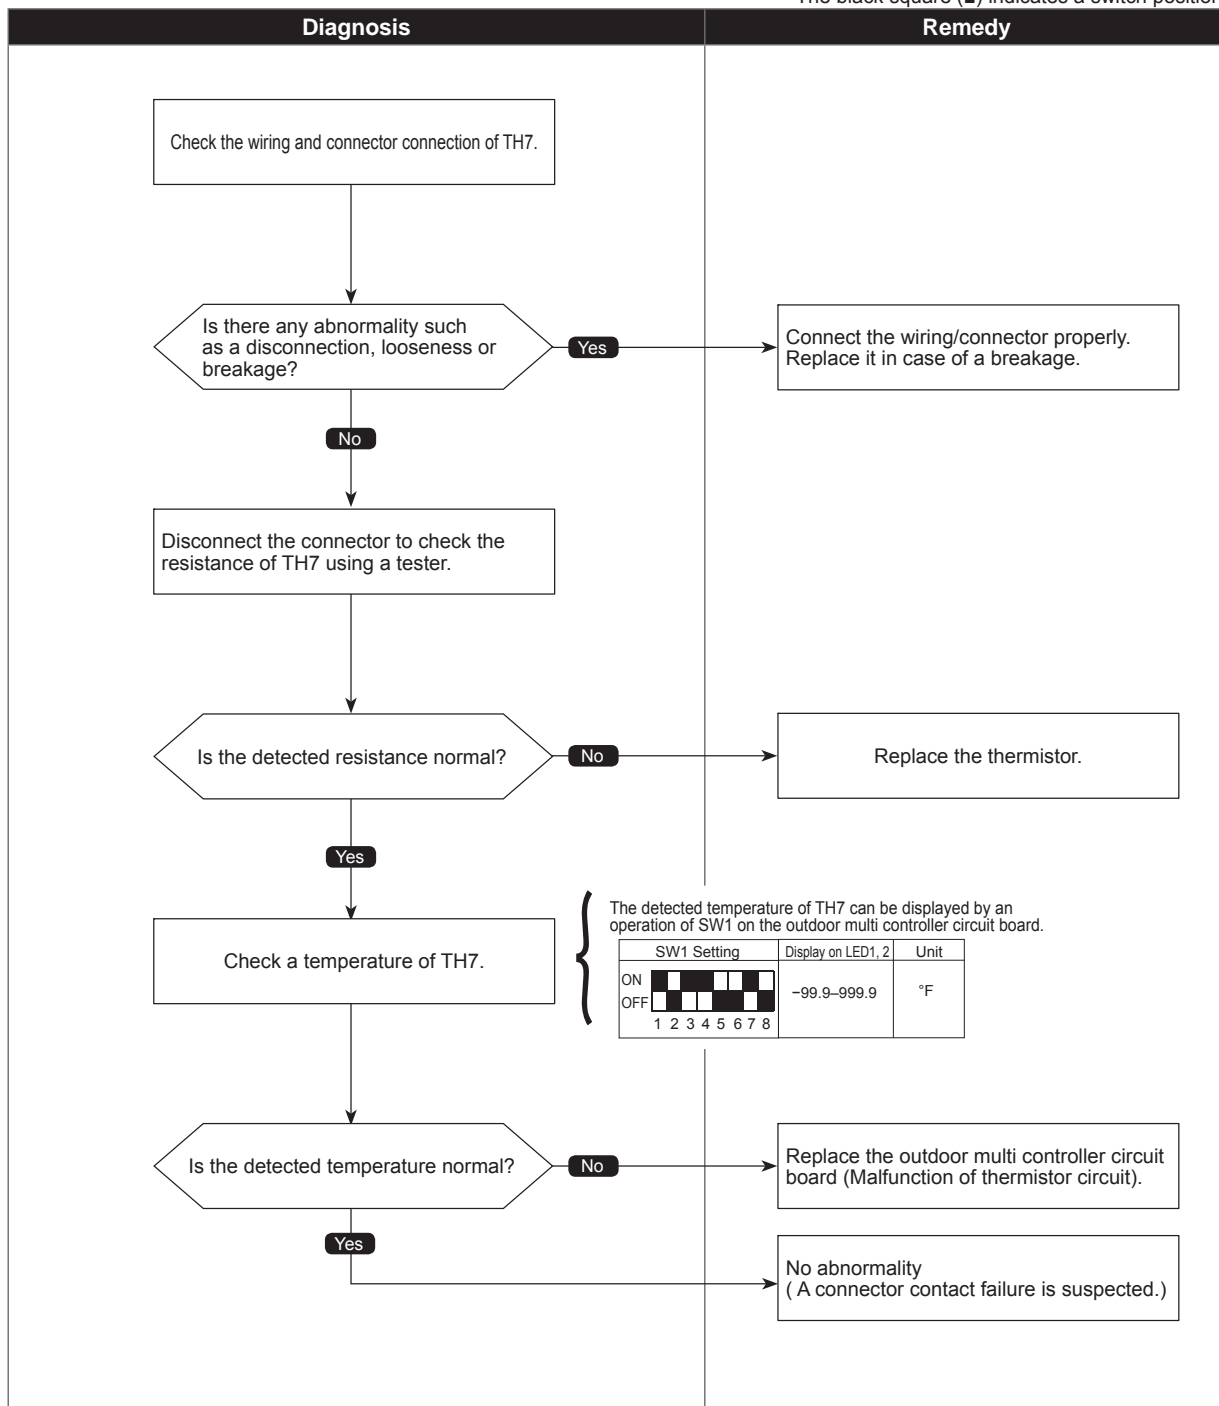 The black square (■) indicates a switch position
Diagnosis
Remedy
Check the wiring and connector connection of TH7.
Is there any abnormality such
as a disconnection, looseness or
breakage?
Yes
Connect the wiring/connector properly.
Replace it in case of a breakage.
No
Disconnect the connector to check the
resistance of TH7 using a tester.
Is the detected resistance normal?
No
Replace the thermistor.
Yes
The detected temperature of TH7 can be displayed by an
operation of SW1 on the outdoor multi controller circuit board.
Check a temperature of TH7.
SW1 Setting
Display on LED1, 2
Unit
ON
OFF
1 2 3 4 5 6 7 8
−99.9–999.9
°F
Is the detected temperature normal?
No
Replace the outdoor multi controller circuit
board (Malfunction of thermistor circuit).
Yes
No abnormality
( A connector contact failure is suspected.)